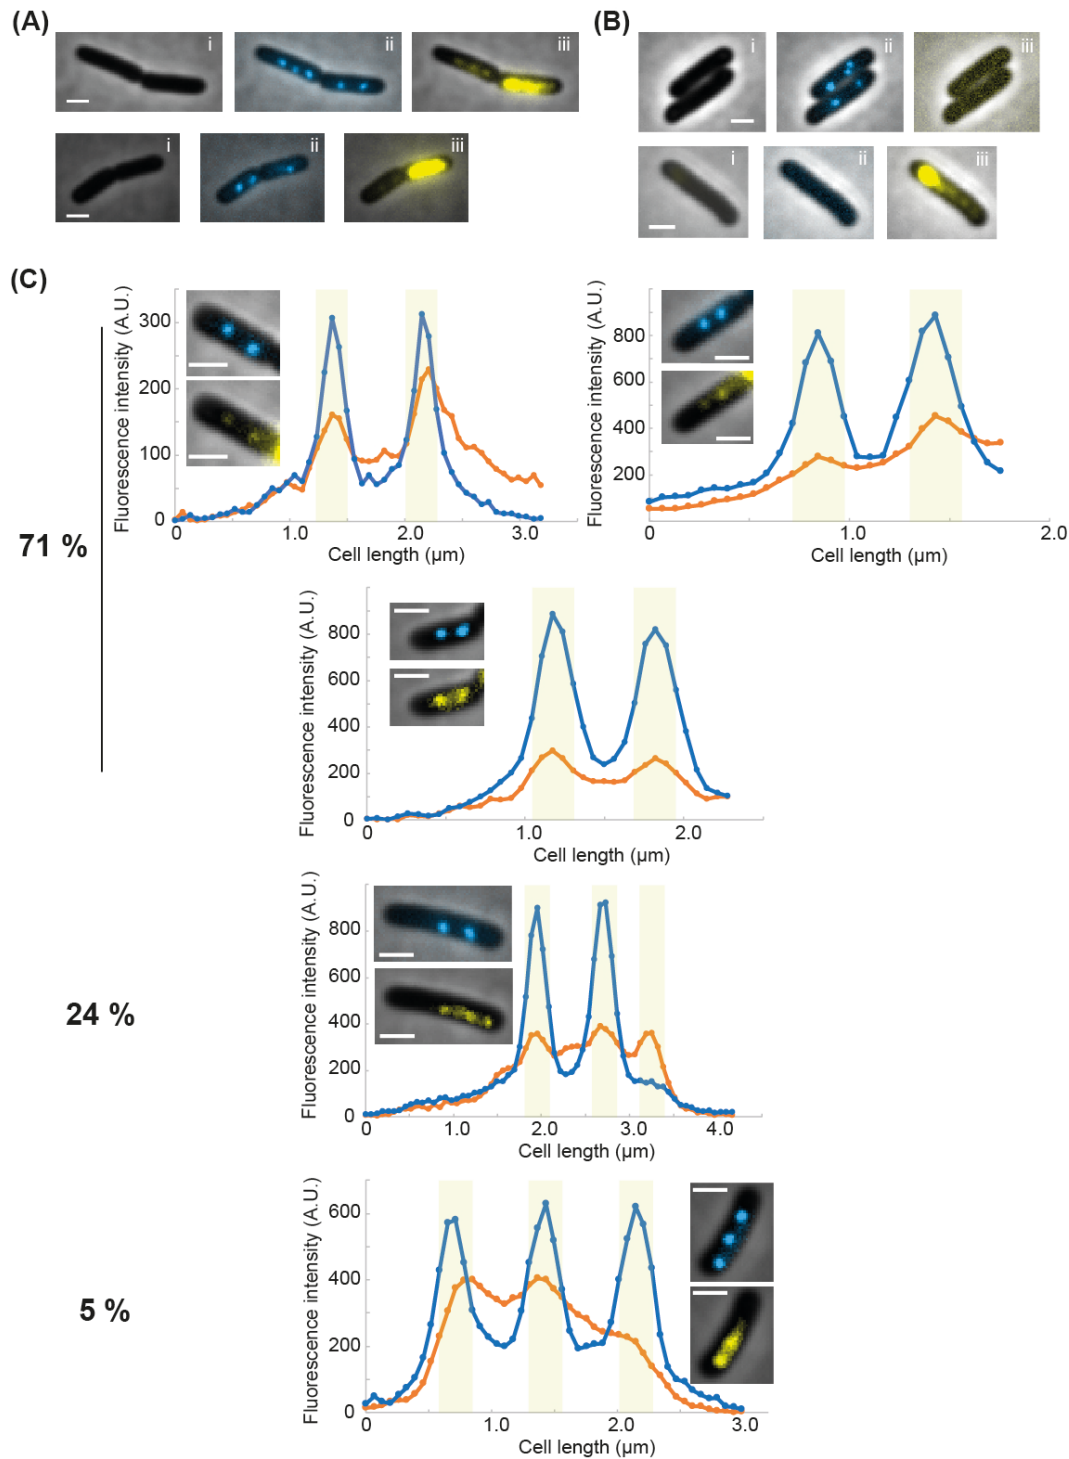 (A)
i
ii
iii
i
ii
iii
(B)
i
ii
iii
i
ii
iii
(C)
71 %
Fluorescence intensity (A.U.)
300
200
100
0
0
1.0
2.0
3.0
Cell length (µm)
Fluorescence intensity (A.U.)
800
600
400
200
0
1.0
2.0
Cell length (µm)
Fluorescence intensity (A.U.)
800
600
400
200
0
0
1.0
2.0
Cell length (µm)
24 %
Fluorescence intensity (A.U.)
800
600
400
200
0
0
1.0
2.0
3.0
4.0
Cell length (µm)
5 %
Fluorescence intensity (A.U.)
600
400
200
0
0
1.0
2.0
3.0
Cell length (µm)